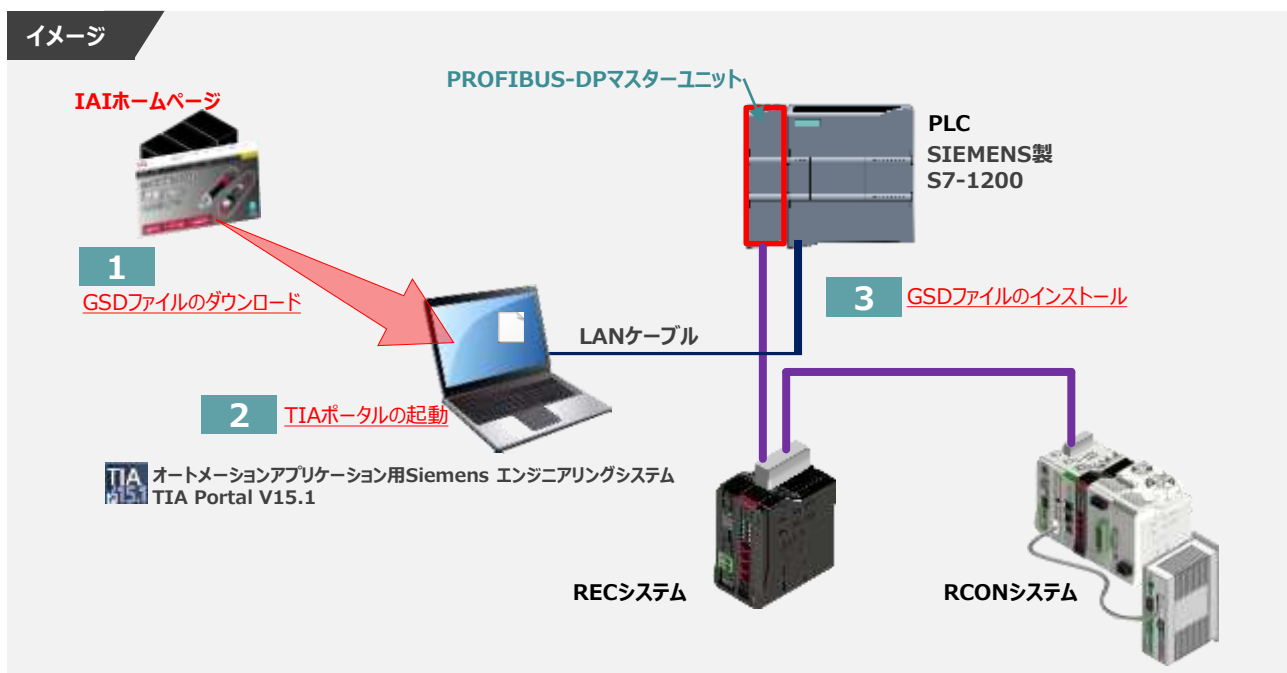 イメージ
PROFIBUS-DPマスターユニット
IAIホームページ
PLC
SIEMENS製
S7-1200
1
GSDファイルのダウンロード
3
GSDファイルのインストール
LANケーブル
2
TIAポータルの起動
TIA
V15.1
オートメーションアプリケーション用Siemens エンジニアリングシステム
TIA Portal V15.1
RECシステム
RCONシステム